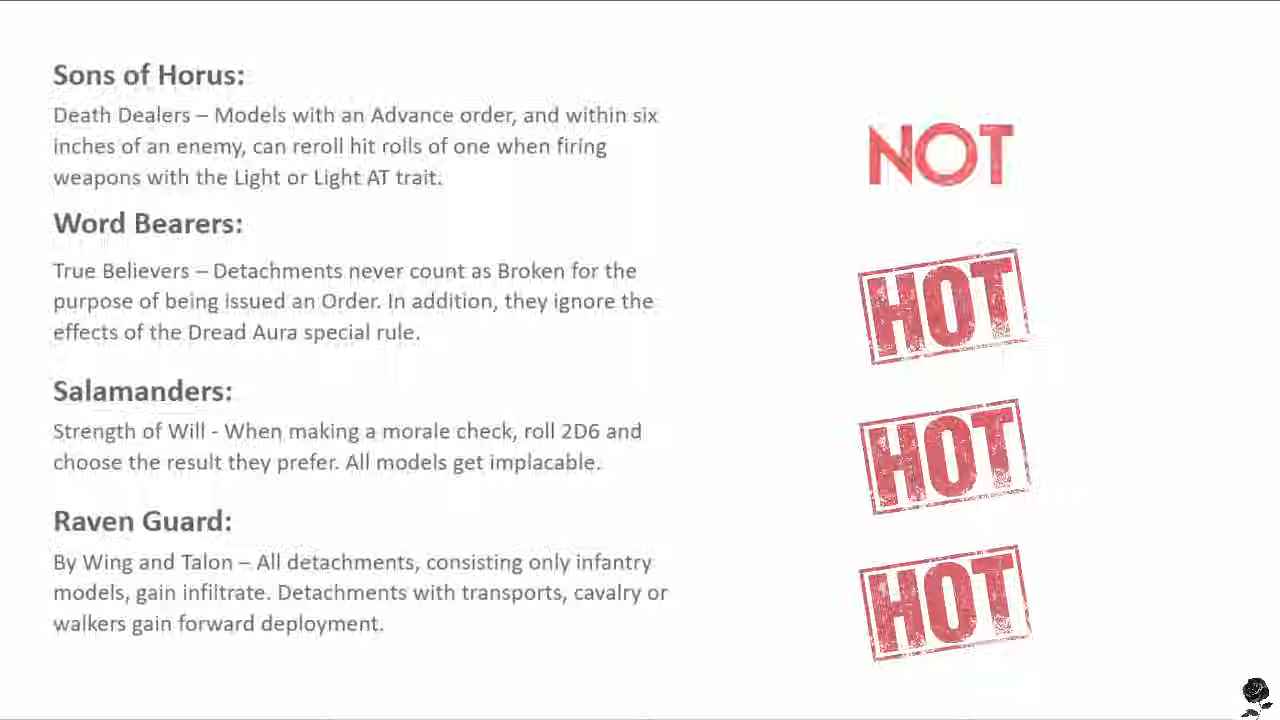 Sons of Horus:
Death Dealers – Models with an Advance order, and within six
inches of an enemy, can reroll hit rolls of one when firing
weapons with the Light or Light AT trait.
NOT
Word Bearers:
True Believers – Detachments never count as Broken for the
purpose of being issued an Order. In addition, they ignore the
effects of the Dread Aura special rule.
HOT
Salamanders:
Strength of Will - When making a morale check, roll 2D6 and
choose the result they prefer. All models get implacable.
HOT
Raven Guard:
By Wing and Talon – All detachments, consisting only infantry
models, gain infiltrate. Detachments with transports, cavalry or
walkers gain forward deployment.
HOT